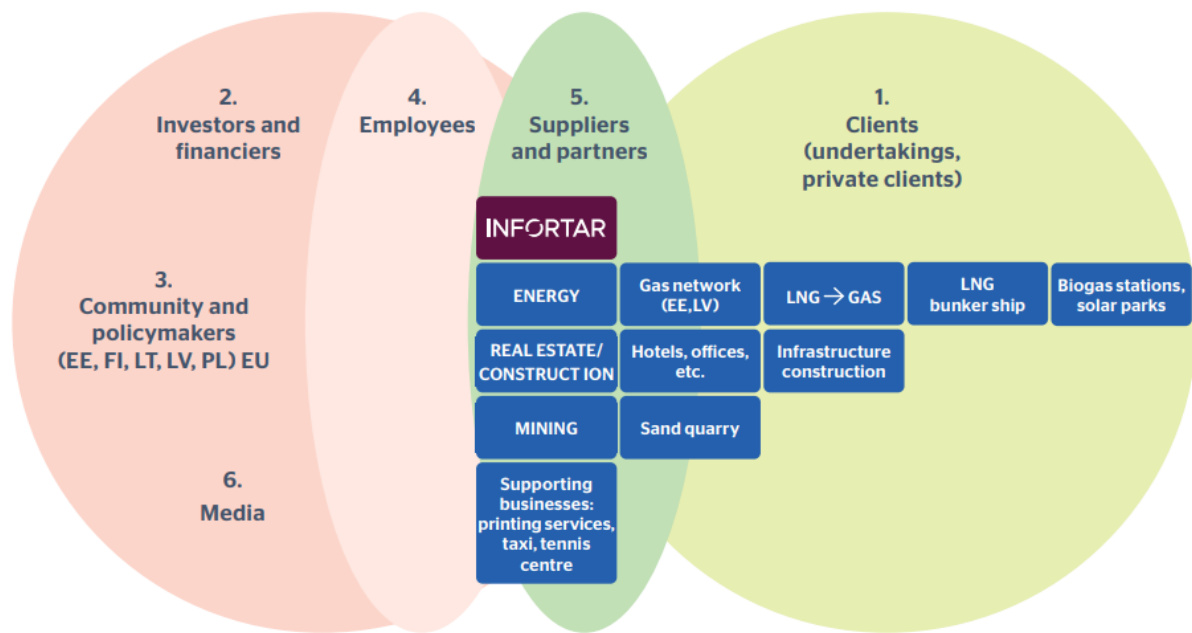 2.
Investors and
financiers
4.
Employees
5.
Suppliers
and partners
1.
Clients
(undertakings,
private clients)
3.
Community and
policymakers
(EE, FI, LT, LV, PL) EU
6.
Media
INFORTAR
ENERGY
Gas network
(EE,LV)
LNG → GAS
LNG
bunker ship
Biogas stations,
solar parks
REAL ESTATE/
CONSTRUCT ION
Hotels, offices,
etc.
Infrastructure
construction
MINING
Sand quarry
Supporting
businesses:
printing services,
taxi, tennis
centre